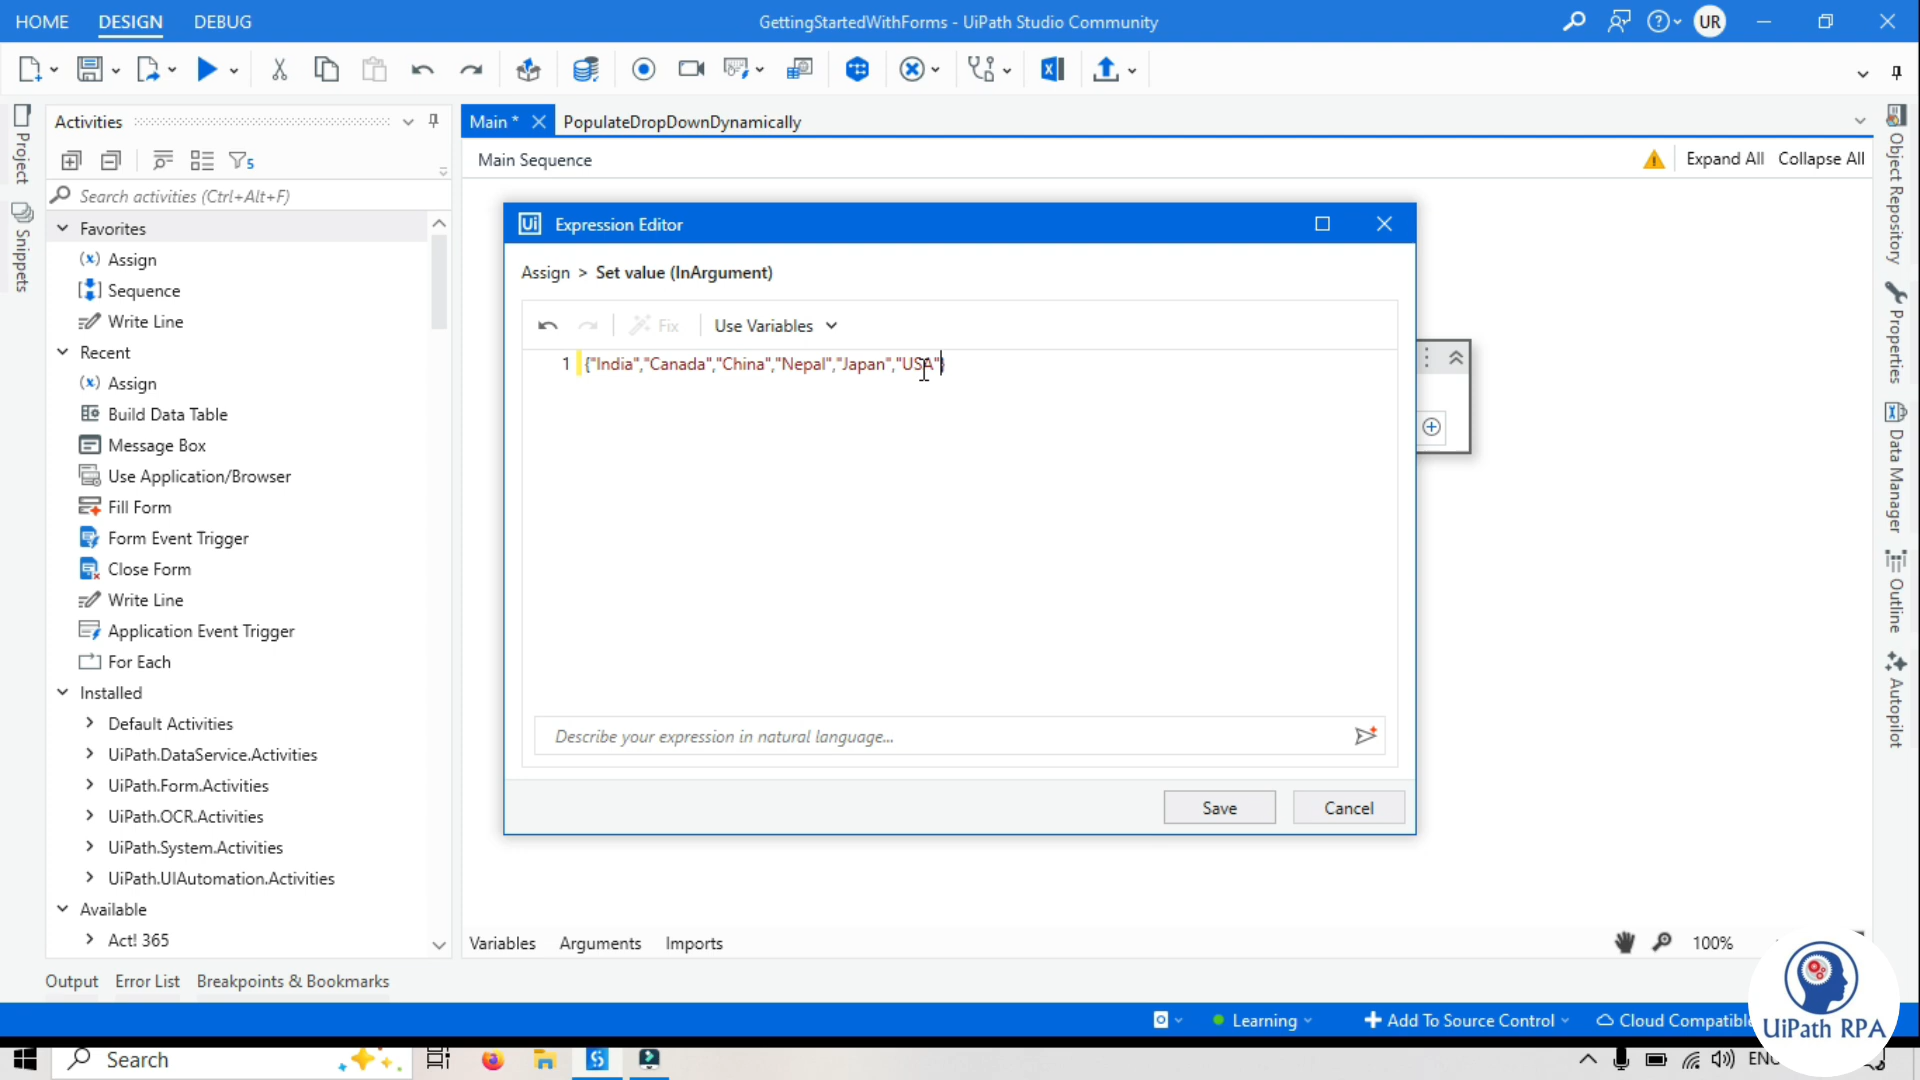 HOME
DESIGN
DEBUG
GettingStartedWithForms - UiPath Studio Community
UR
Project
Snippets
Activities
5
Search activities (Ctrl+Alt+F)
Favorites
Assign
Sequence
Write Line
Recent
Assign
Build Data Table
Message Box
Use Application/Browser
Fill Form
Form Event Trigger
Close Form
Write Line
Application Event Trigger
For Each
Installed
Default Activities
UiPath.DataService.Activities
UiPath.Form.Activities
UiPath.OCR.Activities
UiPath.System.Activities
UiPath.UIAutomation.Activities
Available
Act! 365
Main *
PopulateDropDownDynamically
Main Sequence
Expand All
Collapse All
Ui
Expression Editor
Assign > Set value (InArgument)
Fix
Use Variables
1 {"India","Canada","China","Nepal","Japan","USA"}
Describe your expression in natural language...
Save
Cancel
Variables
Arguments
Imports
100%
Object Repository
Properties
Data Manager
Outline
Autopilot
Output
Error List
Breakpoints & Bookmarks
Learning
Add To Source Control
UiPath RPA
Search